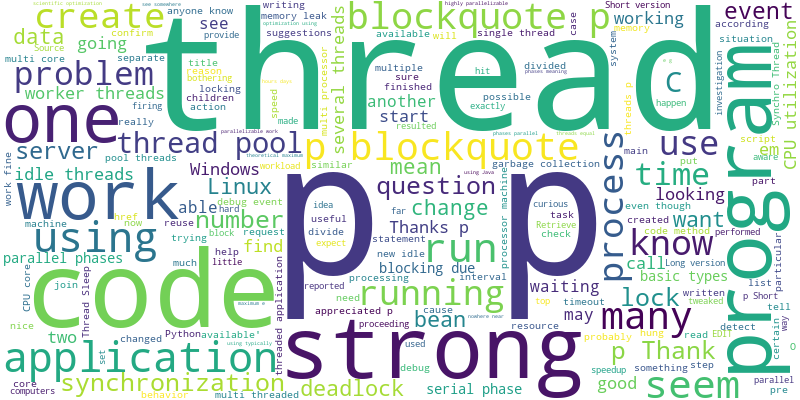 scientific optimization
see somewhere
writing
highly parallelizable
Short version
create
anyone know
memory leak
optimization using
blockquote p
working
event
confirm
see
provide
suggestions
available
will
single thread
case
memory
according
data
Source
going
thread
situation
multi core
separate
title
several threads
multiple
divided
system
problem
reason
bothering
multi processor
sure
finished
hit
C
investigation
worker threads
locking
children
speed
another
possible
happen
one
firing
action
made
start
exactly
threads p
really
parallelizable work
resulted
phases parallel
threads equal
server
thread pool
p blockquote
use
main
script
work fine
pool threads
theoretical maximum
similar
garbage collection
process
put
em
aware
idle threads
Windows
workload
mean
using Java
time
even though
part
work
Linux
able
hard
debug event
idea
question
curious
looking
machine
href
now
reuse
number
useful
change
far
task
created
want
using
trying
block
request
divide
Thanks p
statement
Retrieve
check
know
code method
performed
program
CPU utilization
Synchro Thread
parallel phases
much
help
little
find
expect
run
blocking due
new idle
processor machine
call
list
Long version
basic types
particular
CPU core
join
Thread Sleep
code
threaded application
reported
p p
processing
interval
need
running
waiting
timeout
lock
written
tweaked
p Short
nice
Python
available'
maximum e
appreciated p
cause
proceeding
nowhere near
bean
top
may
many
tell
two
changed
using typically
strong
used
resource
probably
hung
read
EDIT
detect
certain
may
application
set
debug
p Thank
speedup
something
step
O
core
computers
synchronization
behavior
multi threaded
deadlock
serial phase
good
seem
parallel
pre